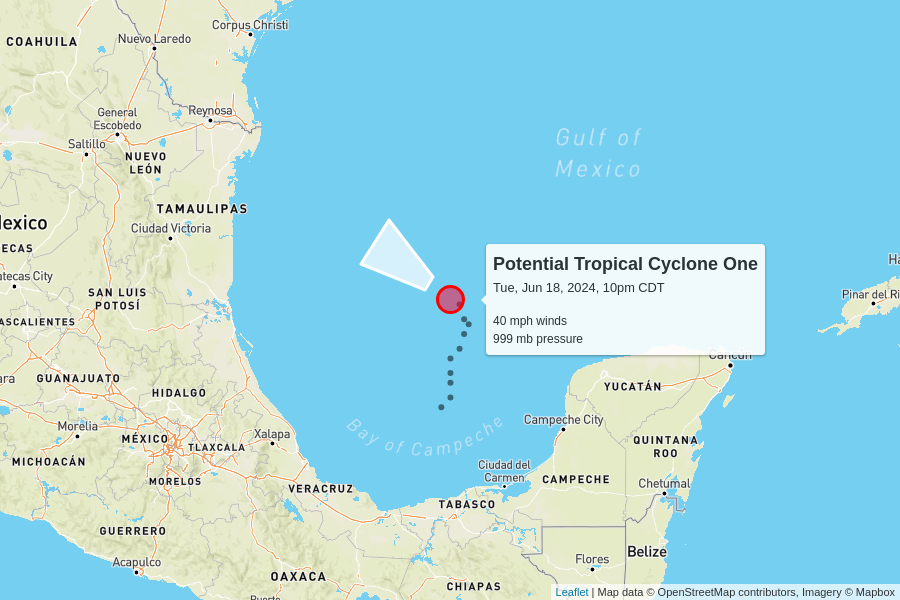 Corpus Christi
COAHUILA
Nuevo Laredo
General
Escobedo
Reynosa
Saltillo
NUEVO
LEÓN
Gulf of
Mexico
TAMAULIPAS
Ciudad Victoria
lexico
ECAS
atecas City
SAN LUIS
POTOSÍ
ASCALIENTES
Potential Tropical Cyclone One
Tue, Jun 18, 2024, 10pm CDT
40 mph winds
999 mb pressure
Ha
Pinar del Rí
Cancún
ara
GUANAJUATO
HIDALGO
YUCATÁN
Morelia
MÉXICO
TLAXCALA
Xalapa
Bay of Campeche
Campeche City
QUINTANA
ROO
MICHOACÁN
MORELOS
VERACRUZ
Ciudad del
Carmen
CAMPECHE
Chetumal
TABASCO
GUERRERO
Acapulco
OAXACA
CHIAPAS
Flores
Belize
Puerto
Leaflet | Map data © OpenStreetMap contributors, Imagery © Mapbox